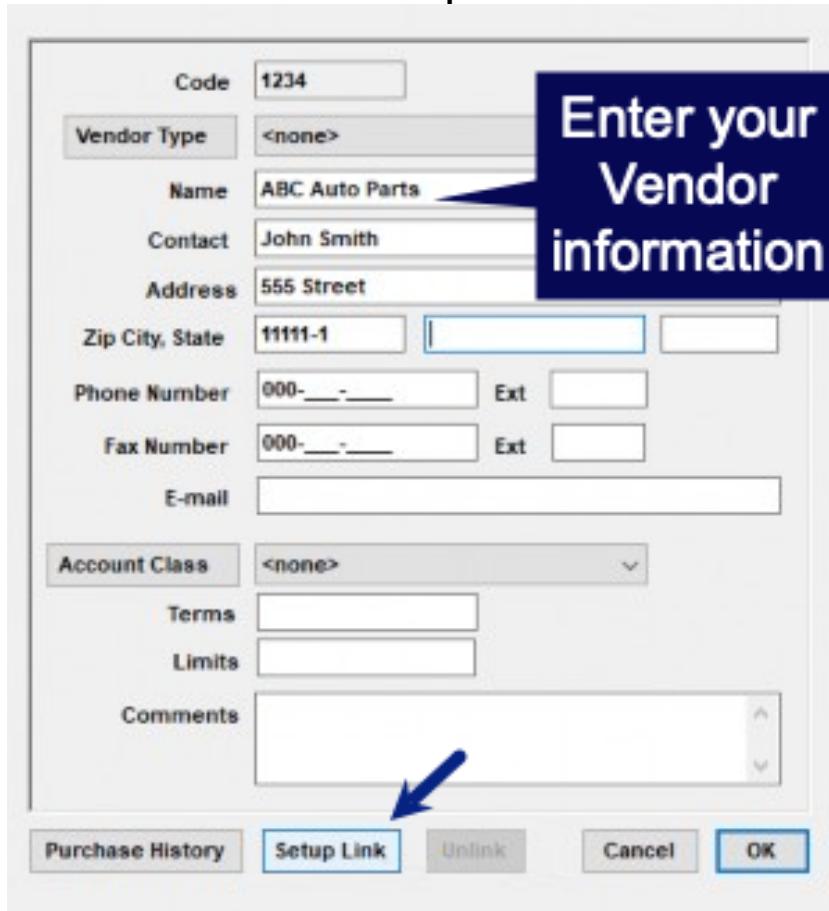 Code 1234
Vendor Type <none>
Enter your
Vendor
information
Name ABC Auto Parts
Contact John Smith
Address 555 Street
Zip City, State 11111-1
Phone Number 000-___-____ Ext
Fax Number 000-___-____ Ext
E-mail
Account Class <none>
Terms
Limits
Comments
Purchase History Setup Link Unlink Cancel OK